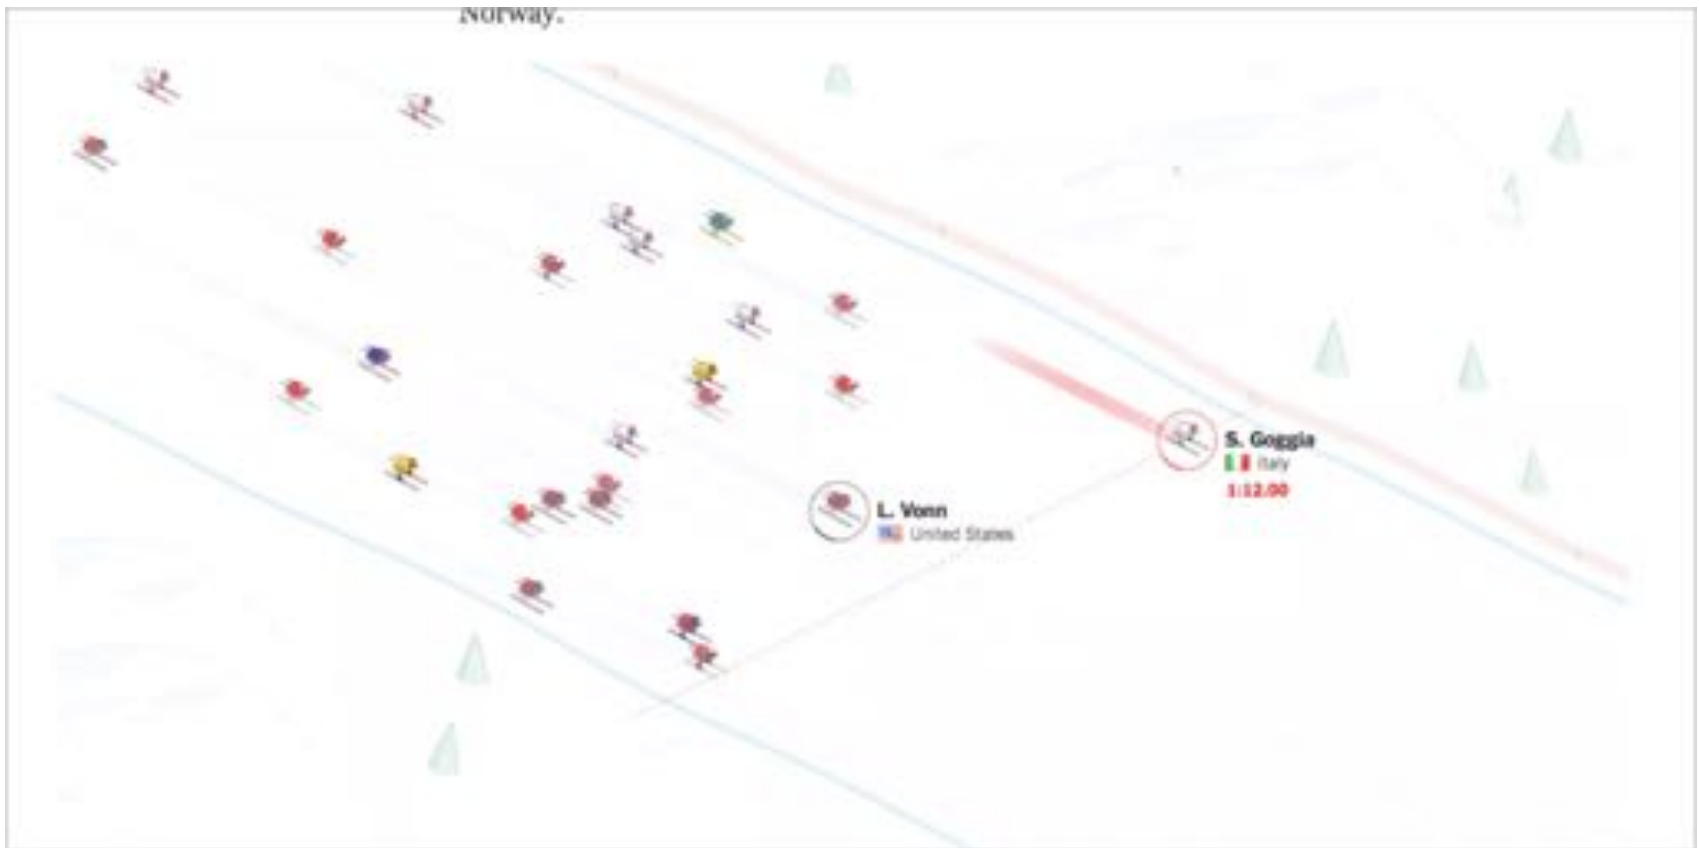 Norway.
S. Goggia
Italy
1:12.00
L. Vonn
United States